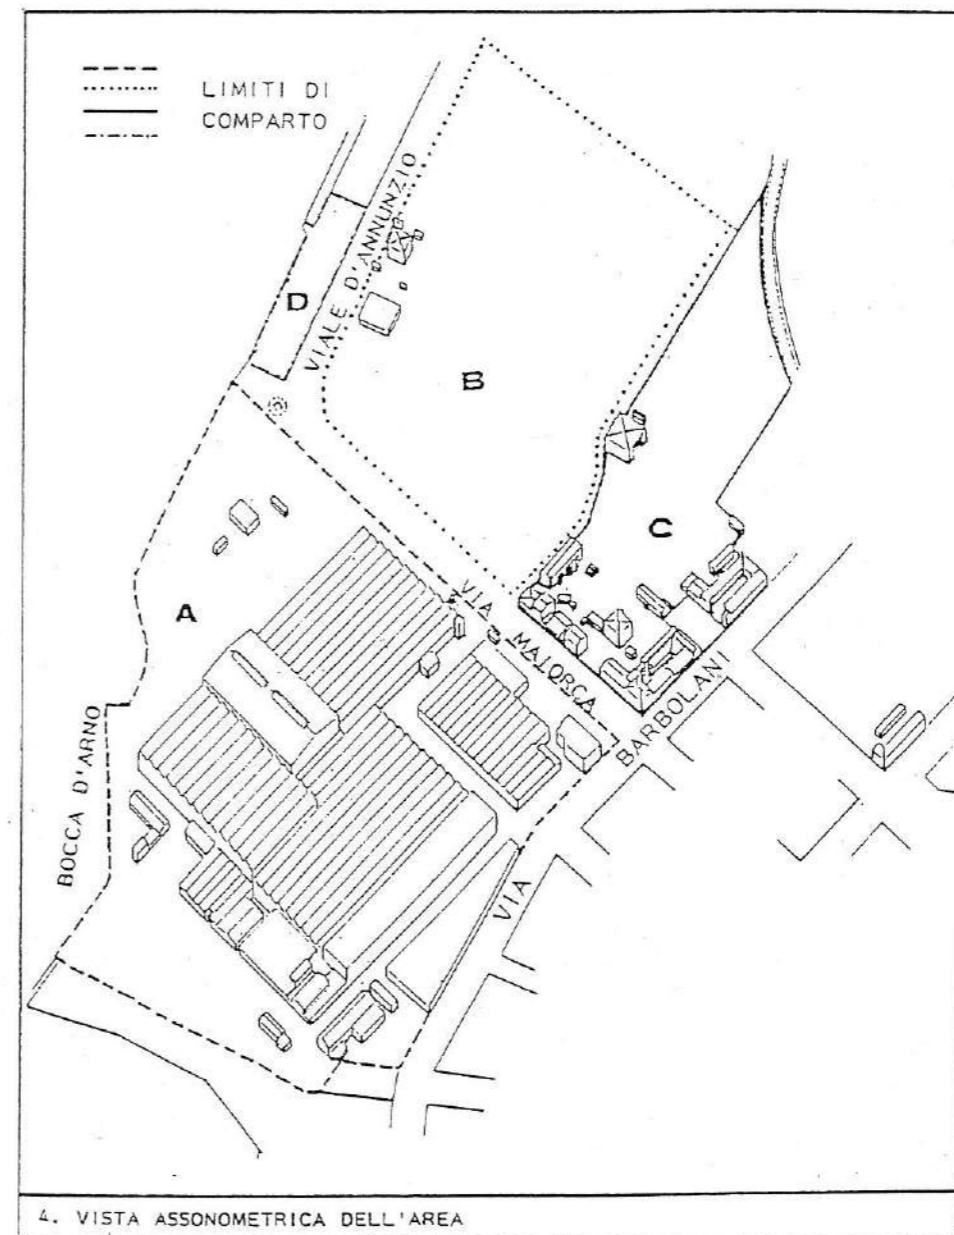 LIMITI DI
COMPARTO
VIALE D'ANNUNZIO
D
B
C
A
VIA MAIORCA
VIA BARBOLANI
BOCCA D'ARNO
4. VISTA ASSONOMETRICA DELL'AREA